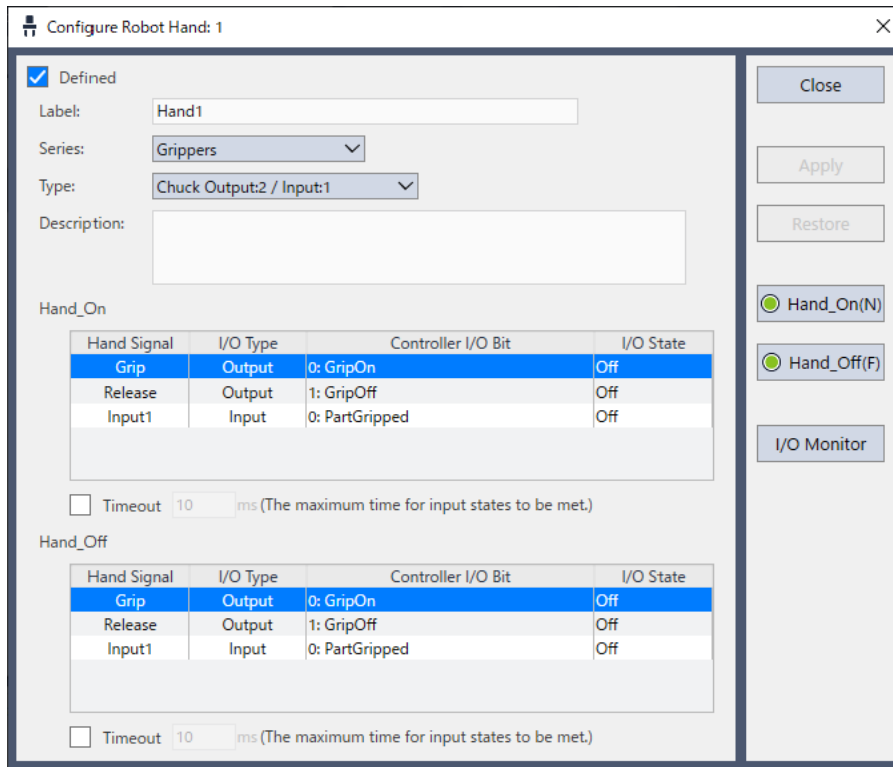 Configure Robot Hand: 1
Defined
Close
Label: Hand1
Series: Grippers
Apply
Type: Chuck Output:2 / Input:1
Description:
Restore
Hand_On
Hand_On(N)
Hand Signal I/O Type Controller I/O Bit I/O State
Grip Output 0: GripOn Off
Hand_Off(F)
Release Output 1: GripOff Off
Input1 Input 0: PartGripped Off
I/O Monitor
Timeout 10 ms (The maximum time for input states to be met.)
Hand_Off
Hand Signal I/O Type Controller I/O Bit I/O State
Grip Output 0: GripOn Off
Release Output 1: GripOff Off
Input1 Input 0: PartGripped Off
Timeout 10 ms (The maximum time for input states to be met.)